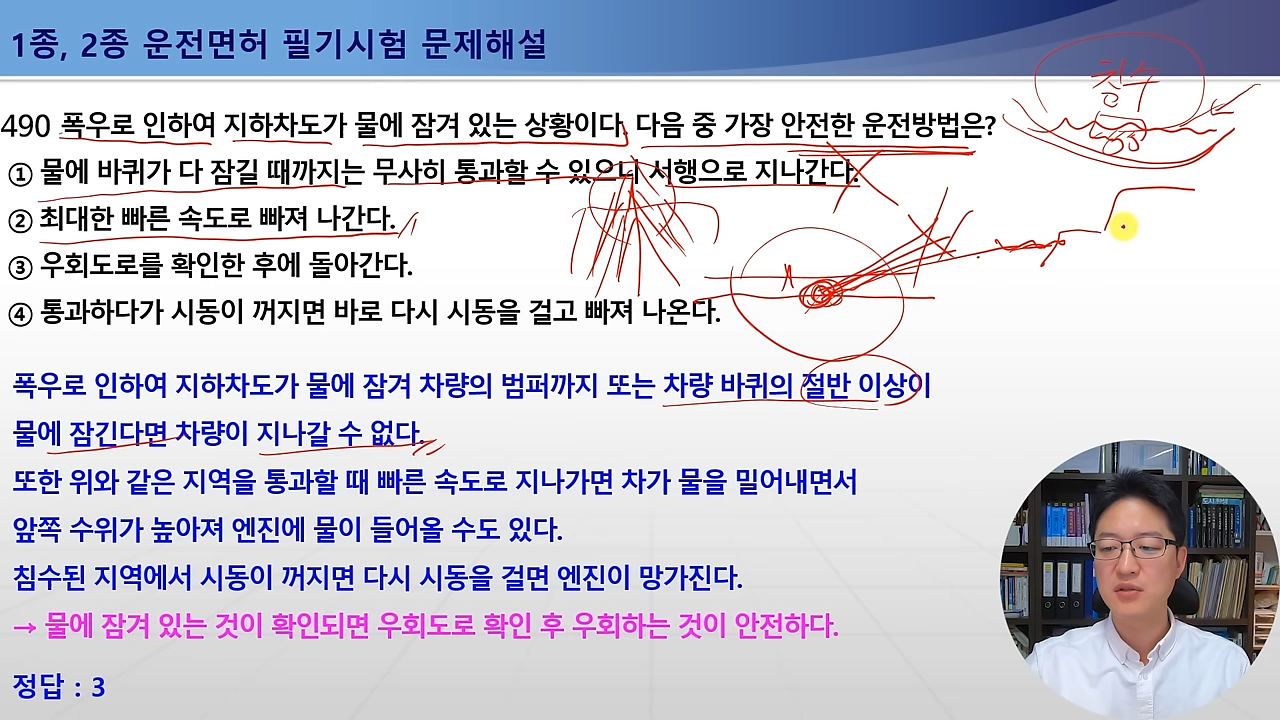 1종, 2종 운전면허 필기시험 문제해설
침수
490 폭우로 인하여 지하차도가 물에 잠겨 있는 상황이다. 다음 중 가장 안전한 운전방법은?
① 물에 바퀴가 다 잠길 때까지는 무사히 통과할 수 있으니 서행으로 지나간다.
② 최대한 빠른 속도로 빠져 나간다.
③ 우회도로를 확인한 후에 돌아간다.
④ 통과하다가 시동이 꺼지면 바로 다시 시동을 걸고 빠져 나온다.
폭우로 인하여 지하차도가 물에 잠겨 차량의 범퍼까지 또는 차량 바퀴의 절반 이상이
물에 잠긴다면 차량이 지나갈 수 없다.
또한 위와 같은 지역을 통과할 때 빠른 속도로 지나가면 차가 물을 밀어내면서
앞쪽 수위가 높아져 엔진에 물이 들어올 수도 있다.
침수된 지역에서 시동이 꺼지면 다시 시동을 걸면 엔진이 망가진다.
→ 물에 잠겨 있는 것이 확인되면 우회도로 확인 후 우회하는 것이 안전하다.
정답 : 3